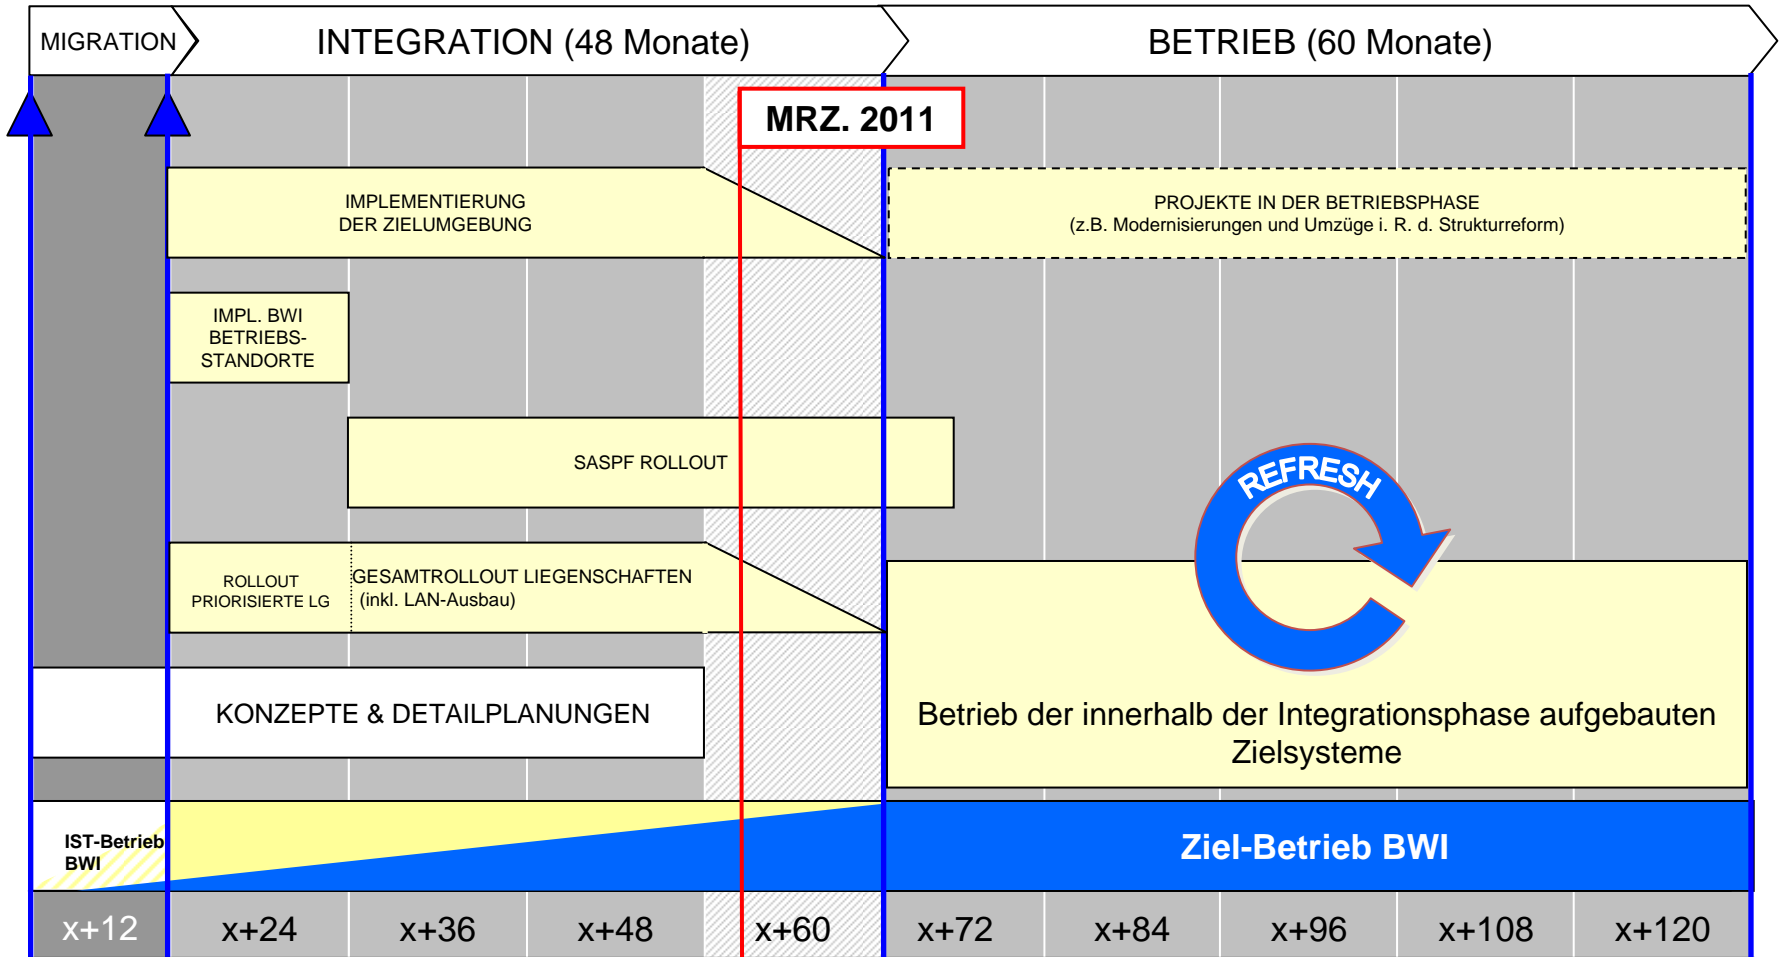 MIGRATION
INTEGRATION (48 Monate)
BETRIEB (60 Monate)
MRZ. 2011
IMPLEMENTIERUNG
DER ZIELUMGEBUNG
PROJEKTE IN DER BETRIEBSPHASE
(z.B. Modernisierungen und Umzüge i. R. d. Strukturreform)
IMPL. BWI
BETRIEBS-
STANDORTE
SASPF ROLLOUT
REFRESH
ROLLOUT
PRIORISIERTE LG
GESAMTROLLOUT LIEGENSCHAFTEN
(inkl. LAN-Ausbau)
KONZEPTE & DETAILPLANUNGEN
Betrieb der innerhalb der Integrationsphase aufgebauten
Zielsysteme
IST-Betrieb
BWI
Ziel-Betrieb BWI
x+12
x+24
x+36
x+48
x+60
x+72
x+84
x+96
x+108
x+120